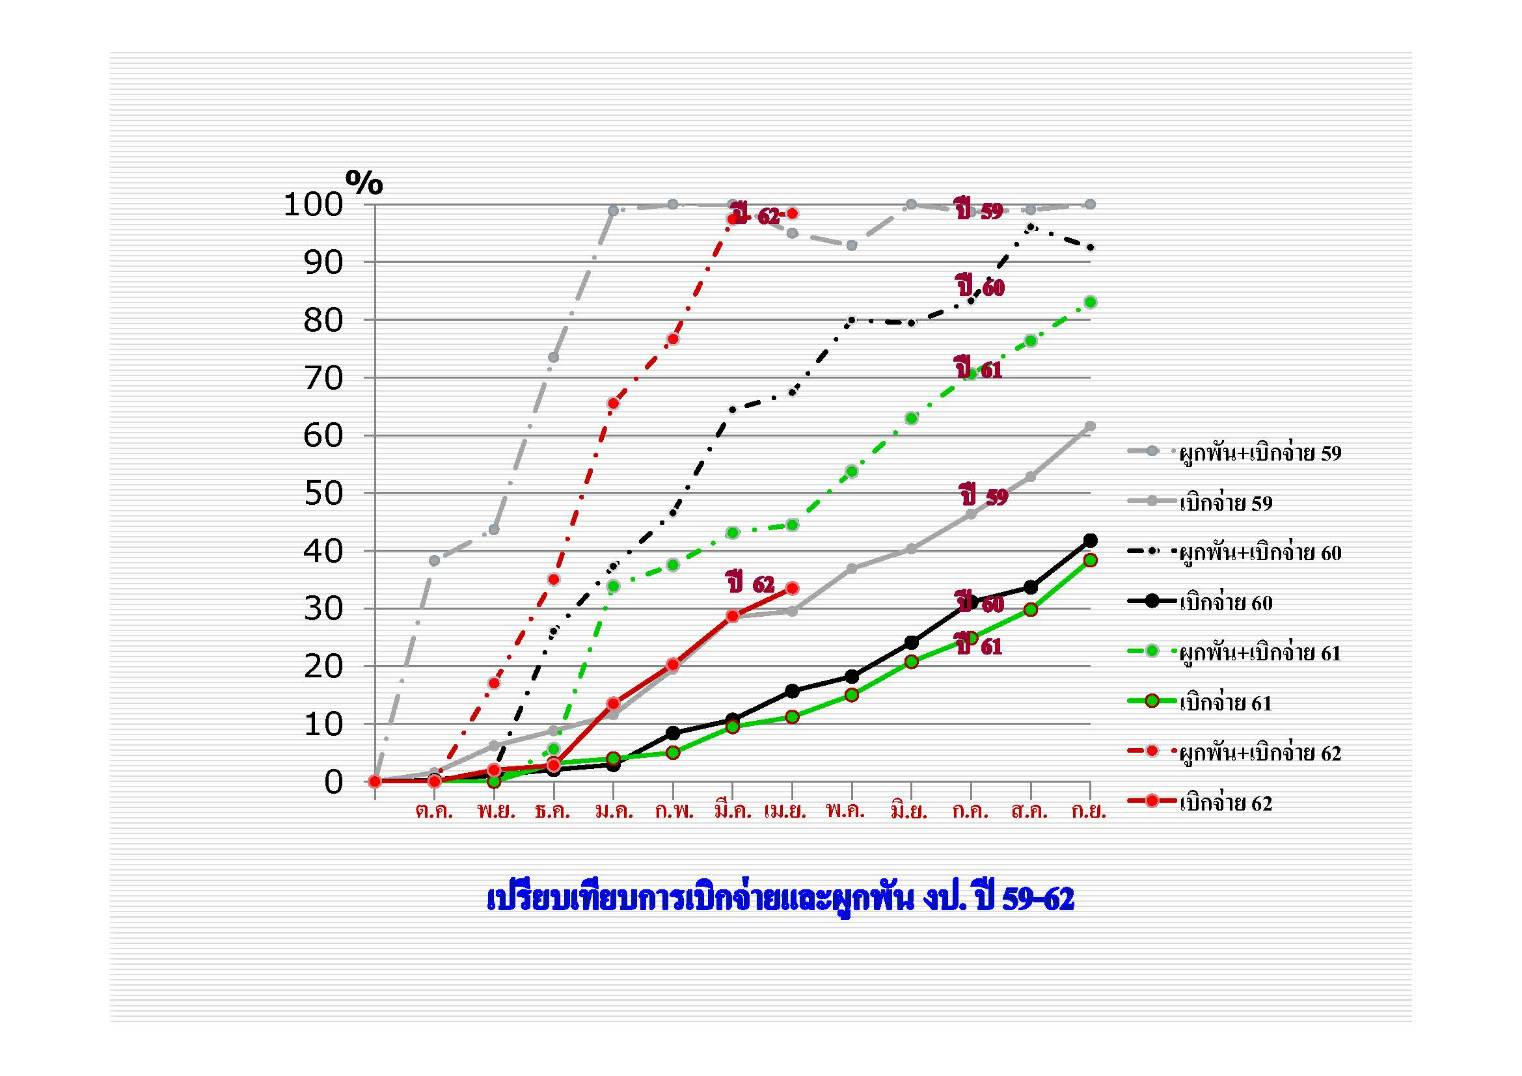 %
100
90
80
70
60
50
40
30
20
10
0
ปี 62
ปี 59
ปี 60
ปี 61
ปี 59
ปี 62
ปี 60
ปี 61
ต.ค. พ.ย. ธ.ค. ม.ค. ก.พ. มี.ค. เม.ย. พ.ค. มิ.ย. ก.ค. ส.ค. ก.ย.
ผูกพัน+เบิกจ่าย 59
เบิกจ่าย 59
ผูกพัน+เบิกจ่าย 60
เบิกจ่าย 60
ผูกพัน+เบิกจ่าย 61
เบิกจ่าย 61
ผูกพัน+เบิกจ่าย 62
เบิกจ่าย 62
เปรียบเทียบการเบิกจ่ายและผูกพัน งป. ปี 59-62